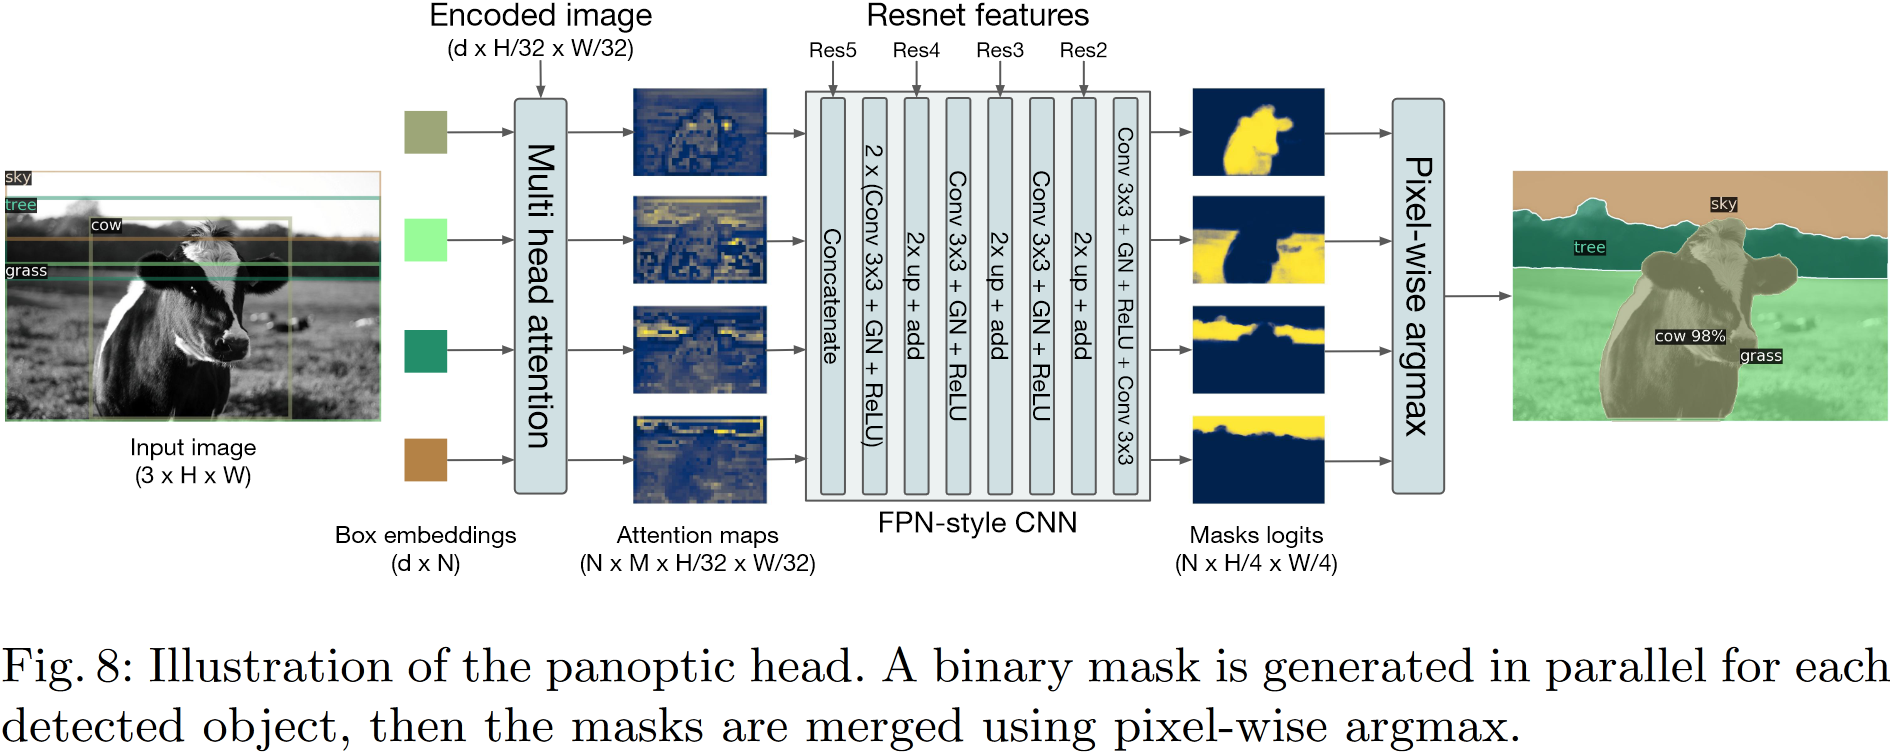 Encoded image
(d x H/32 x W/32)
Resnet features
Res5
Res4
Res3
Res2
sky
tree
cow
grass
Input image
(3 x H x W)
Box embeddings
(d x N)
Multi head attention
Attention maps
(N x M x H/32 x W/32)
Concatenate
2 x (Conv 3x3 + GN + ReLU)
2x up + add
Conv 3x3 + GN + ReLU
2x up + add
Conv 3x3 + GN + ReLU
2x up + add
Conv 3x3 + GN + ReLU + Conv 3x3
FPN-style CNN
Masks logits
(N x H/4 x W/4)
Pixel-wise argmax
sky
tree
cow 98%
grass
Fig. 8: Illustration of the panoptic head. A binary mask is generated in parallel for each
detected object, then the masks are merged using pixel-wise argmax.